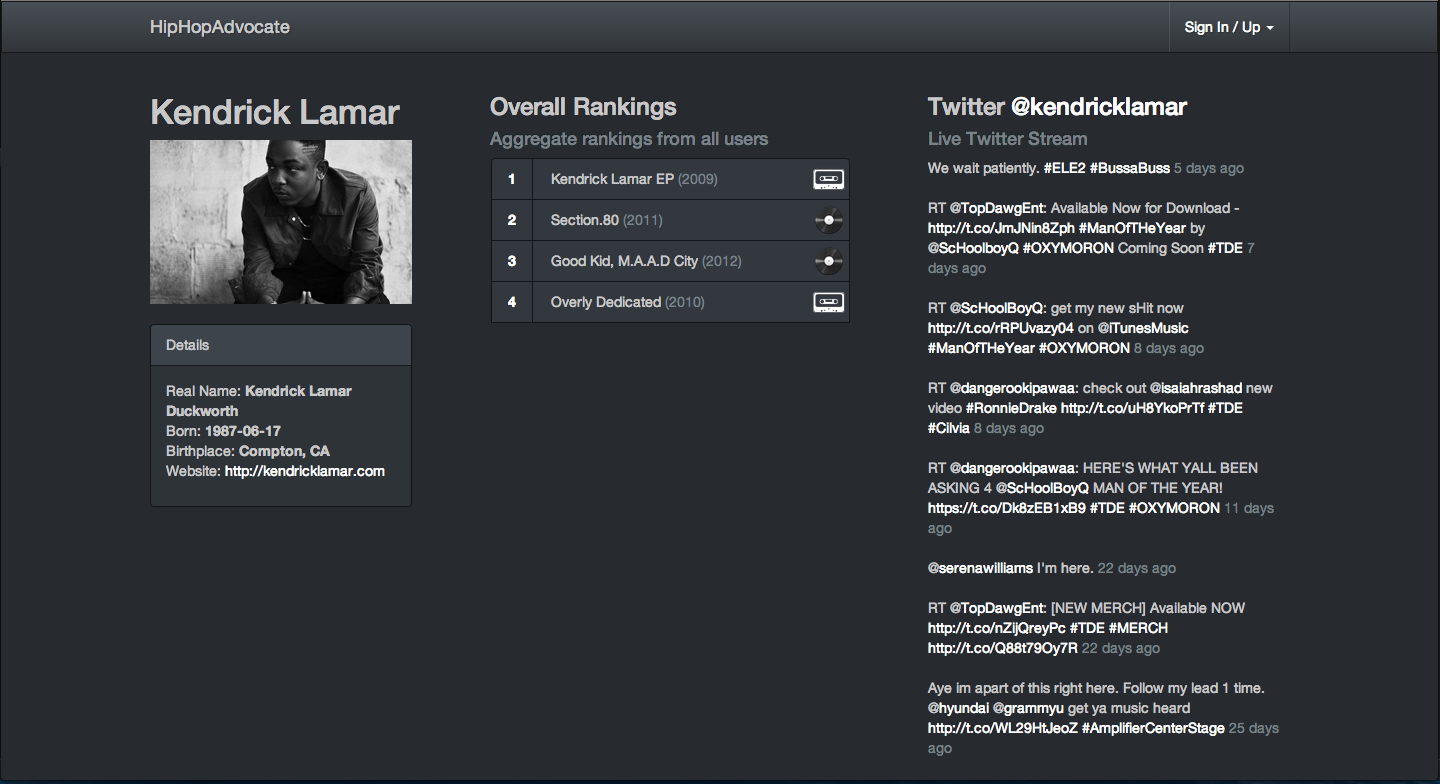 HipHopAdvocate
Sign In / Up
Kendrick Lamar
Details
Real Name: Kendrick Lamar
Duckworth
Born: 1987-06-17
Birthplace: Compton, CA
Website: http://kendricklamar.com
Overall Rankings
Aggregate rankings from all users
1 Kendrick Lamar EP (2009)
2 Section.80 (2011)
3 Good Kid, M.A.A.D City (2012)
4 Overly Dedicated (2010)
Twitter @kendricklamar
Live Twitter Stream
We wait patiently. #ELE2 #BussaBuss 5 days ago
RT @TopDawgEnt: Available Now for Download -
http://t.co/JmJNin8Zph #ManOfTHeYear by
@ScHoolboyQ #OXYMORON Coming Soon #TDE 7
days ago
RT @ScHoolBoyQ: get my new sHit now
http://t.co/rRPUvazy04 on @iTunesMusic
#ManOfTHeYear #OXYMORON 8 days ago
RT @dangerookipawaa: check out @isaiahrashad new
video #RonnieDrake http://t.co/uH8YkoPrTf #TDE
#Cilvia 8 days ago
RT @dangerookipawaa: HERE'S WHAT YALL BEEN
ASKING 4 @ScHoolBoyQ MAN OF THE YEAR!
https://t.co/Dk8zEB1xB9 #TDE #OXYMORON 11 days
ago
@serenawilliams I'm here. 22 days ago
RT @TopDawgEnt: [NEW MERCH] Available NOW
http://t.co/nZijQreyPc #TDE #MERCH
http://t.co/Q88t79Oy7R 22 days ago
Aye im apart of this right here. Follow my lead 1 time.
@hyundai @grammyu get ya music heard
http://t.co/WL29HtJeoZ #AmplifierCenterStage 25 days
ago